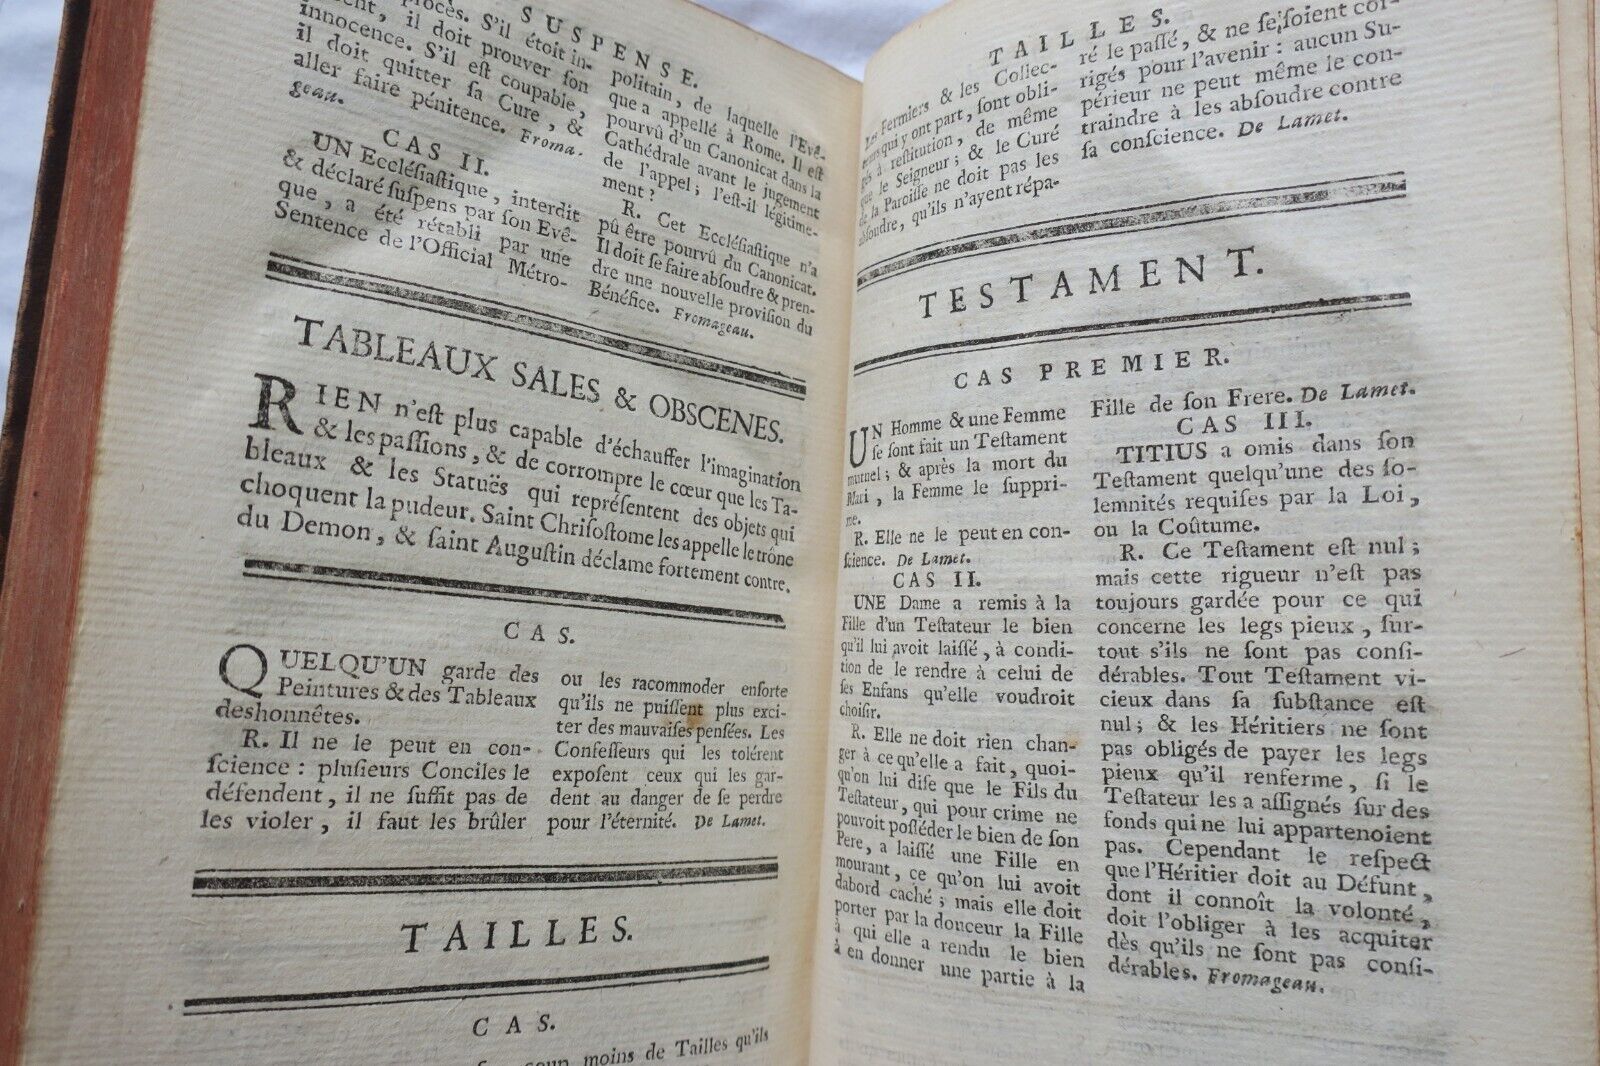 SUSPENSE.
procès. S'il étoit in-
il doit prouver son
innocence. S'il est coupable,
il doit quitter sa Cure, &
aller faire pénitence. Froma-
geau.
CAS II.
UN Ecclésiastique, interdit
& déclaré suspens par son Evê-
que, a été rétabli par une
Sentence de l'Official Métro-
politain, de laquelle l'Evê-
que a appellé à Rome. Il est
pourvû d'un Canonicat dans la
Cathédrale avant le jugement
de l'appel; l'est-il légitime-
ment?
R. Cet Ecclésiastique n'a
pû être pourvû du Canonicat.
Il doit se faire absoudre & pren-
dre une nouvelle provision du
Bénéfice. Fromageau.
TABLEAUX SALES & OBSCENES.
RIEN n'est plus capable d'échauffer l'imagination
& les passions, & de corrompre le cœur que les Ta-
bleaux & les Statuës qui représentent des objets qui
choquent la pudeur. Saint Chrisostome les appelle le trône
du Demon, & saint Augustin déclame fortement contre.
CAS.
QUELQU'UN garde des
Peintures & des Tableaux
deshonnêtes.
R. Il ne le peut en con-
science: plusieurs Conciles le
défendent, il ne suffit pas de
les violer, il faut les brûler
ou les racommoder ensorte
qu'ils ne puissent plus exci-
ter des mauvaises pensées. Les
Confesseurs qui les tolérent
exposent ceux qui les gar-
dent au danger de se perdre
pour l'éternité. De Lamet.
TAILLES.
CAS.
moins de Tailles qu'ils
TAILLES.
Les Fermiers & les Collec-
teurs qui y ont part, sont obli-
gés à restitution, de même
que le Seigneur; & le Curé
de la Paroisse ne doit pas les
absoudre, qu'ils n'ayent répa-
ré le passé, & ne se soient cor-
rigés pour l'avenir: aucun Su-
périeur ne peut même le con-
traindre à les absoudre contre
sa conscience. De Lamet.
TESTAMENT.
CAS PREMIER.
UN Homme & une Femme
se sont fait un Testament
mutuel; & après la mort du
Mari, la Femme le suppri-
me.
R. Elle ne le peut en con-
science. De Lamet.
CAS II.
UNE Dame a remis à la
Fille d'un Testateur le bien
qu'il lui avoit laissé, à condi-
tion de le rendre à celui de
ses Enfans qu'elle voudroit
choisir.
R. Elle ne doit rien chan-
ger à ce qu'elle a fait, quoi-
qu'on lui dise que le Fils du
Testateur, qui pour crime ne
pouvoit posséder le bien de son
Pere, a laissé une Fille en
mourant, ce qu'on lui avoit
dabord caché; mais elle doit
porter par la douceur la Fille
à qui elle a rendu le bien
à en donner une partie à la
Fille de son Frere. De Lamet.
CAS III.
TITIUS a omis dans son
Testament quelqu'une des so-
lemnités requises par la Loi,
ou la Coûtume.
R. Ce Testament est nul;
mais cette rigueur n'est pas
toujours gardée pour ce qui
concerne les legs pieux, sur-
tout s'ils ne sont pas consi-
dérables. Tout Testament vi-
cieux dans sa substance est
nul; & les Héritiers ne sont
pas obligés de payer les legs
pieux qu'il renferme, si le
Testateur les a assignés sur des
fonds qui ne lui appartenoient
pas. Cependant le respect
que l'Héritier doit au Défunt,
dont il connoît la volonté,
doit l'obliger à les acquiter
dès qu'ils ne sont pas consi-
dérables. Fromageau.